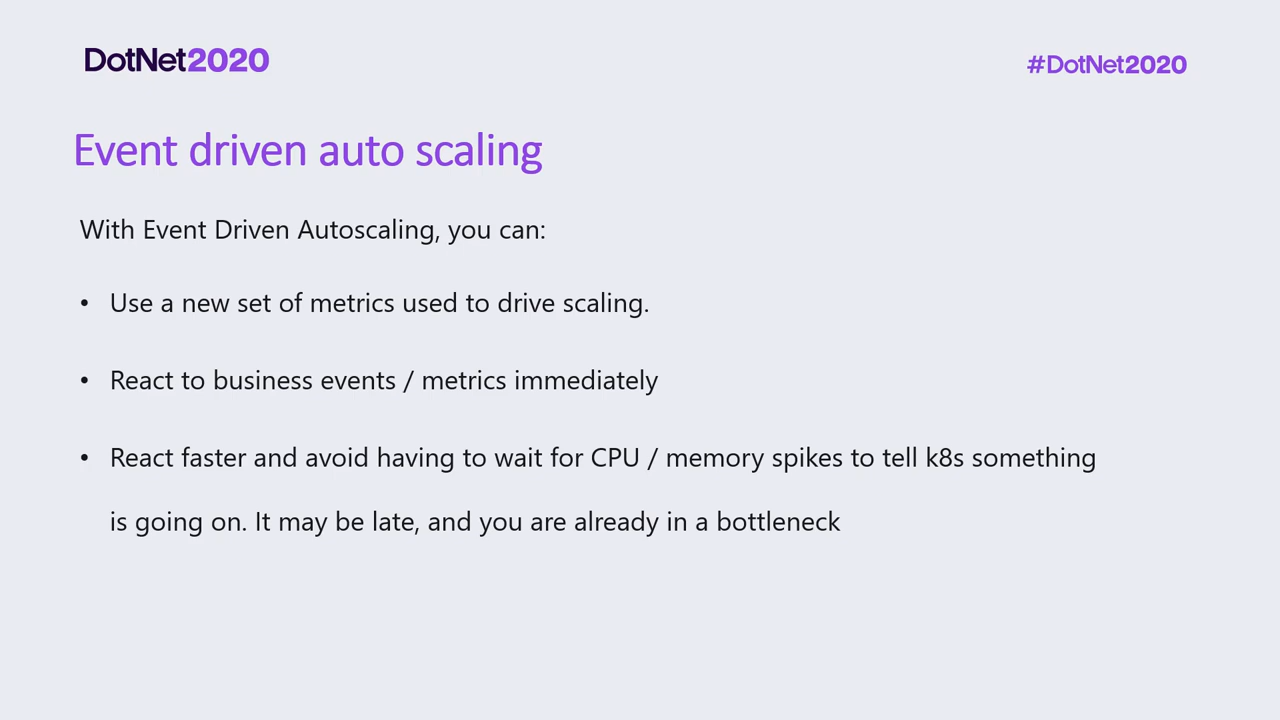 DotNet2020
#DotNet2020
Event driven auto scaling
With Event Driven Autoscaling, you can:
• Use a new set of metrics used to drive scaling.
• React to business events / metrics immediately
• React faster and avoid having to wait for CPU / memory spikes to tell k8s something
is going on. It may be late, and you are already in a bottleneck